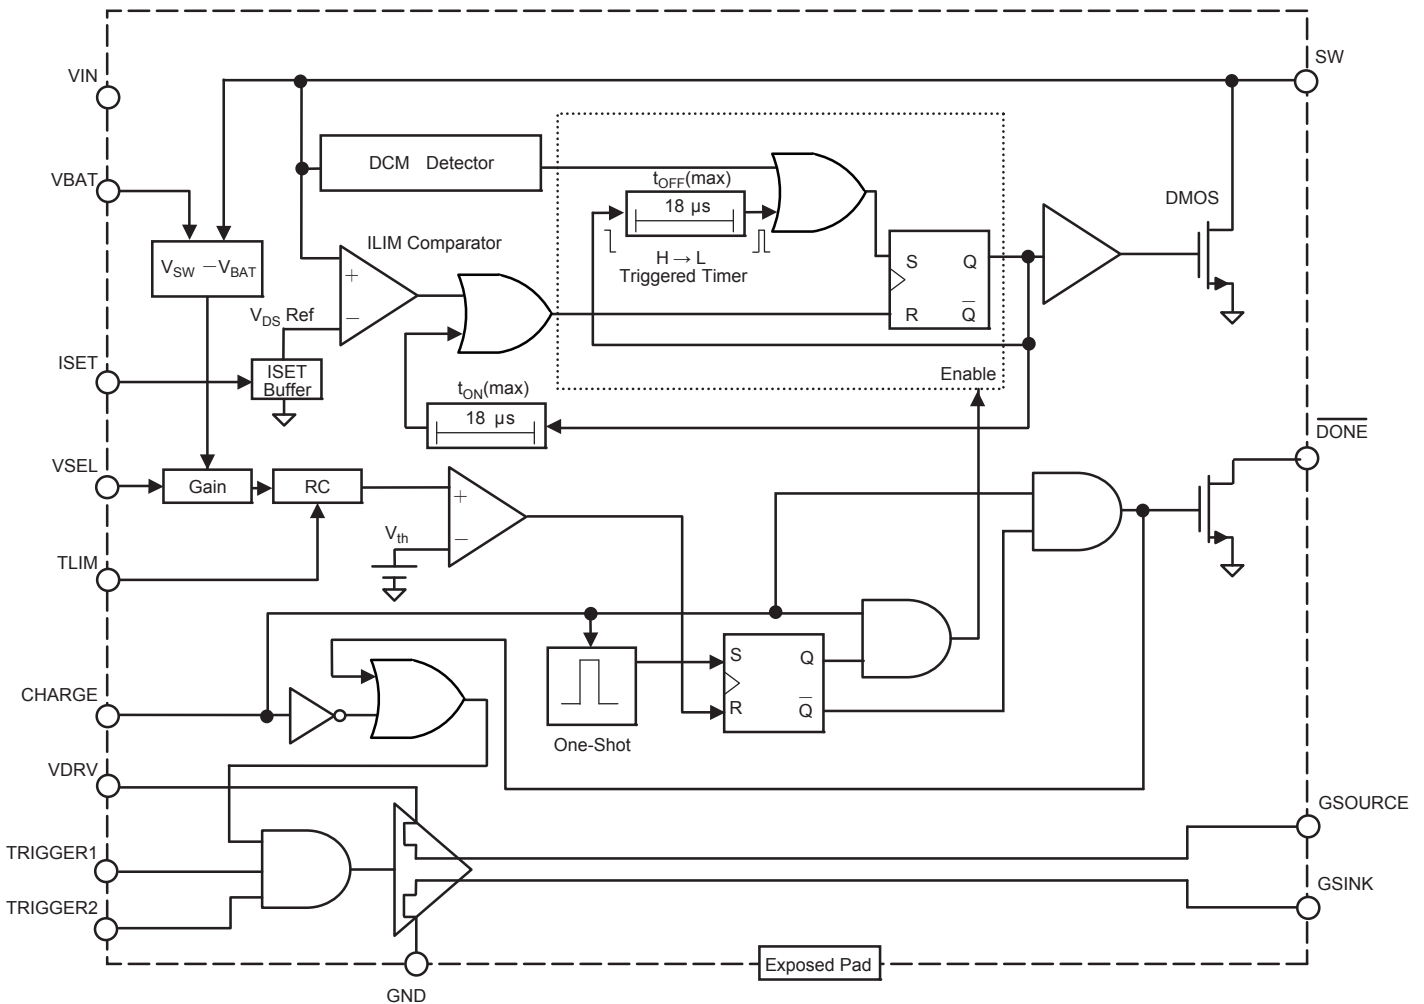 VIN
SW
DCM Detector
tOFF(max)
18 µs
VBAT
DMOS
ILIM Comparator
H → L
Triggered Timer
VSW – VBAT
S
Q
R
Q̅
+
–
VDS Ref
ISET
ISET
Buffer
Enable
tON(max)
18 µs
DONE
VSEL
Gain
RC
+
–
Vth
TLIM
S
Q
R
Q̅
CHARGE
One-Shot
VDRV
GSOURCE
TRIGGER1
GSINK
TRIGGER2
Exposed Pad
GND